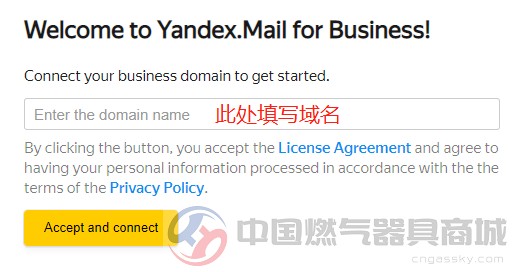 Welcome to Yandex.Mail for Business!
Connect your business domain to get started.
Enter the domain name 此处填写域名
By clicking the button, you accept the License Agreement and agree to
having your personal information processed in accordance with the the
terms of the Privacy Policy.
Accept and connect
中国燃气器具商城
cngassky.com